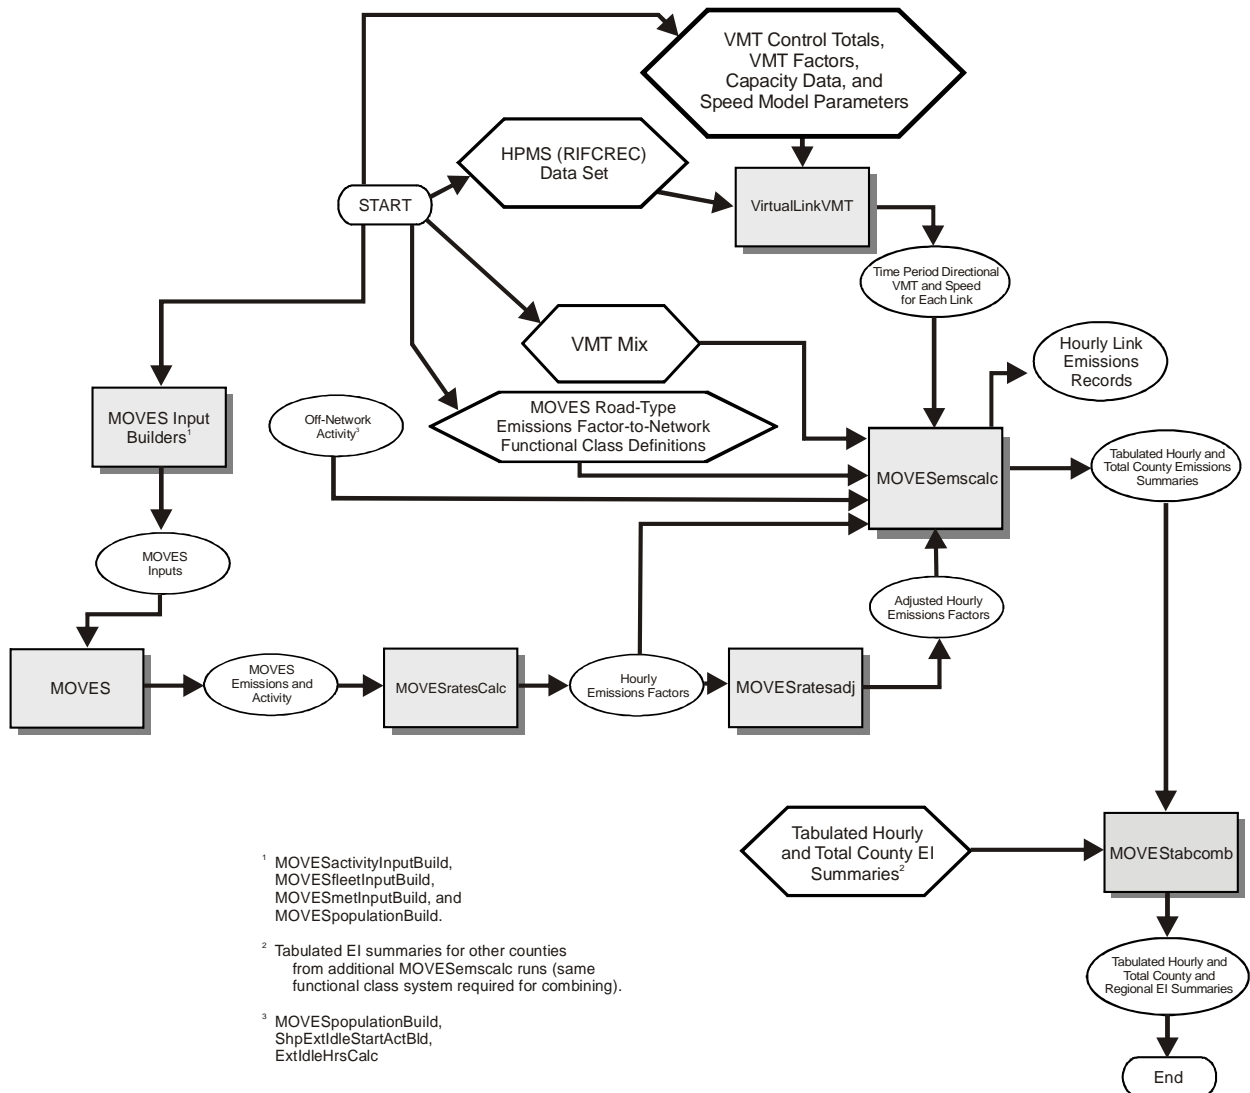 VMT Control Totals,
VMT Factors,
Capacity Data, and
Speed Model Parameters
HPMS (RIFCREC)
Data Set
START
VirtualLinkVMT
Time Period Directional
VMT and Speed
for Each Link
VMT Mix
Hourly Link
Emissions
Records
MOVES Input
Builders¹
Off-Network
Activity³
MOVES Road-Type
Emissions Factor-to-Network
Functional Class Definitions
MOVESemscalc
Tabulated Hourly and
Total County Emissions
Summaries
MOVES
Inputs
Adjusted Hourly
Emissions Factors
MOVES
MOVES
Emissions and
Activity
MOVESratesCalc
Hourly
Emissions Factors
MOVESratesadj
Tabulated Hourly
and Total County EI
Summaries²
MOVEStabcomb
¹ MOVESactivityInputBuild,
MOVESfleetInputBuild,
MOVESmetInputBuild, and
MOVESpopulationBuild.
² Tabulated EI summaries for other counties
from additional MOVESemscalc runs (same
functional class system required for combining).
³ MOVESpopulationBuild,
ShpExtIdleStartActBld,
ExtIdleHrsCalc
Tabulated Hourly and
Total County and
Regional EI Summaries
End